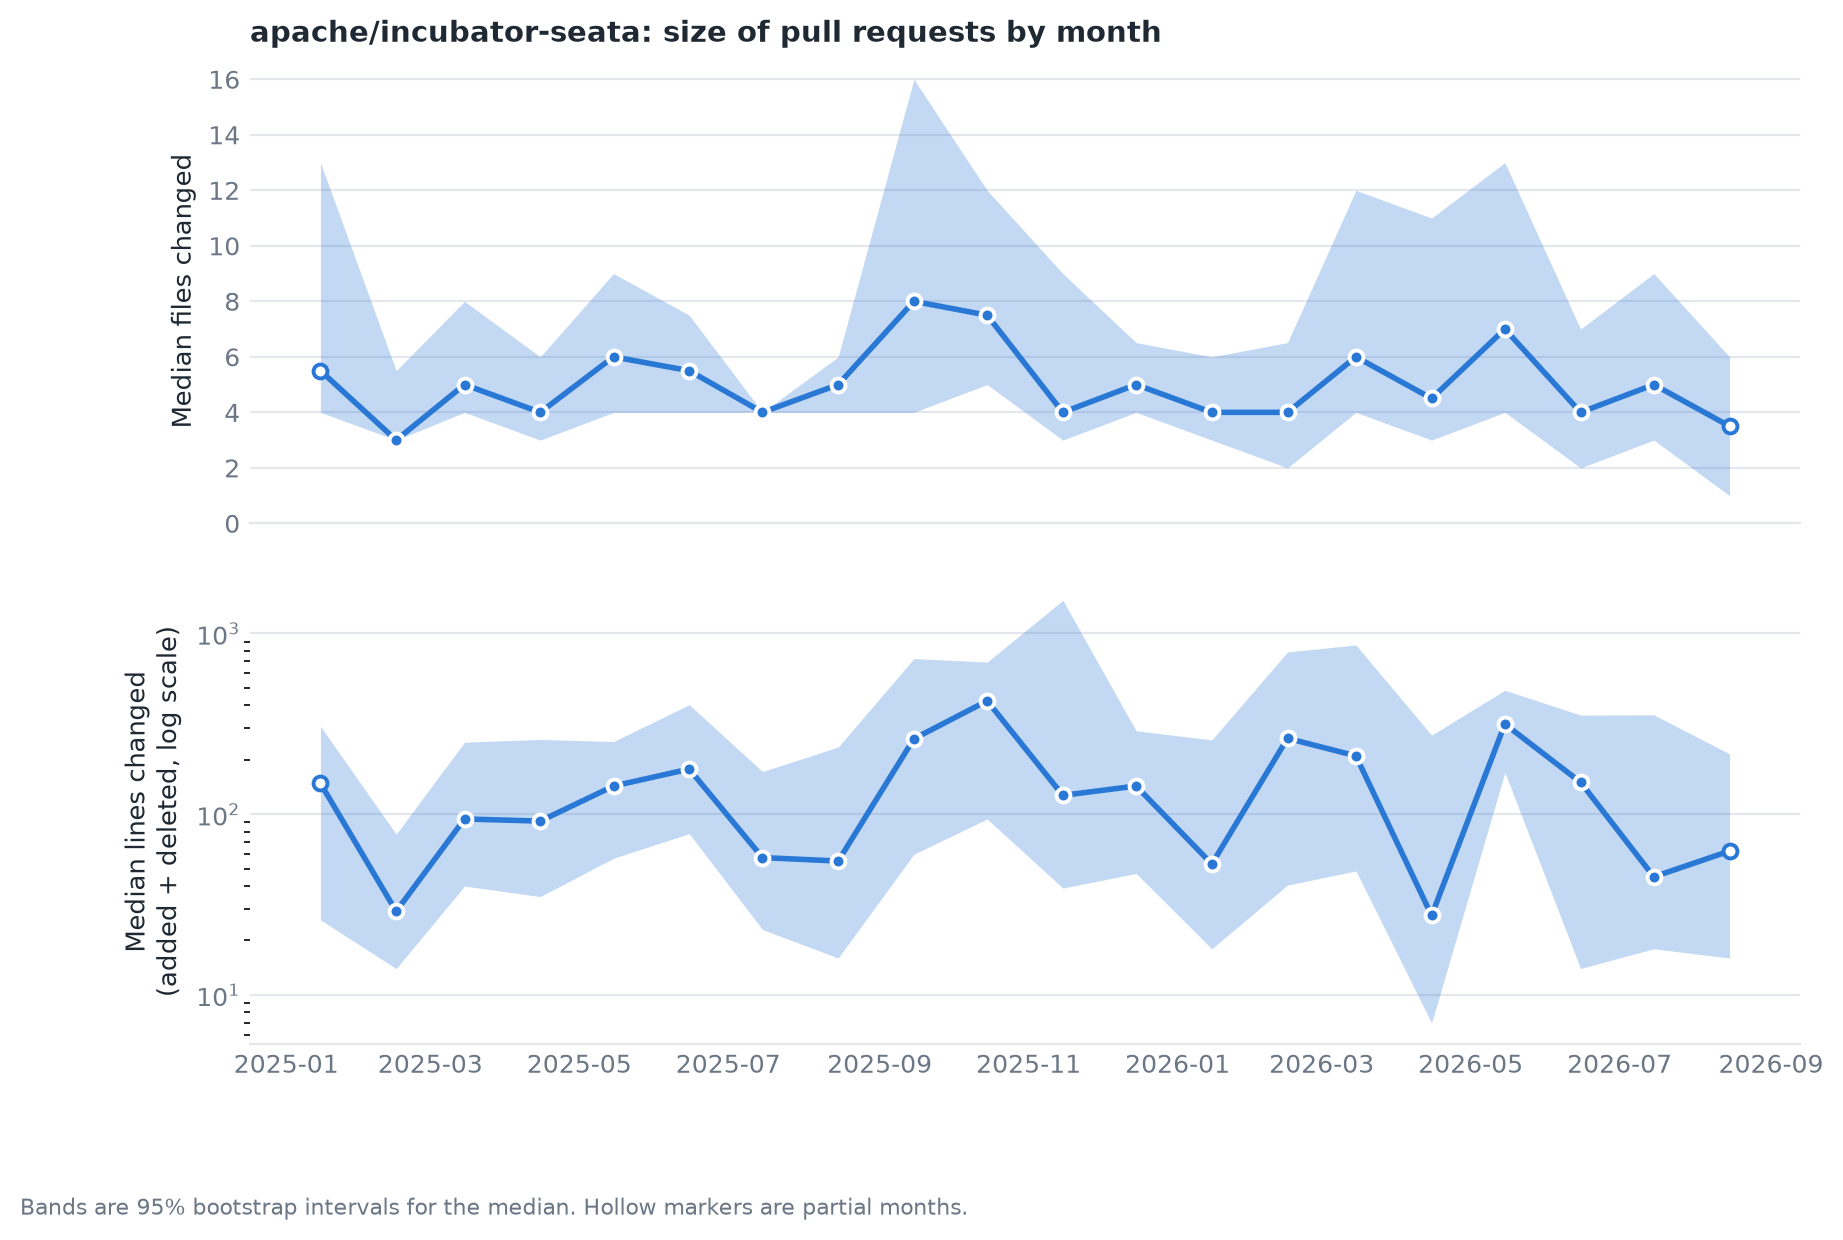 apache/incubator-seata: size of pull requests by month
Median files changed
16
14
12
10
8
6
4
2
0
Median lines changed
(added + deleted, log scale)
10³
10²
10¹
2025-01 2025-03 2025-05 2025-07 2025-09 2025-11 2026-01 2026-03 2026-05 2026-07 2026-09
Bands are 95% bootstrap intervals for the median. Hollow markers are partial months.